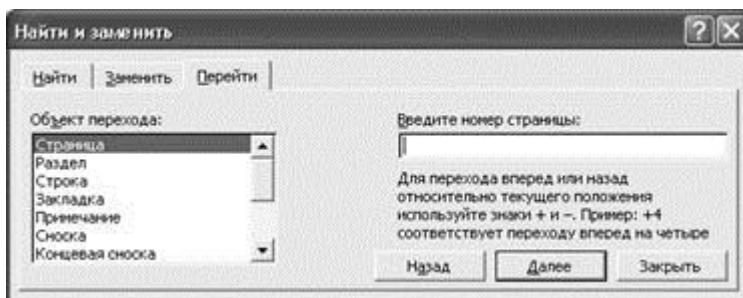 Найти и заменить
Найти
Заменить
Перейти
Объект перехода:
Страница
Раздел
Строка
Закладка
Примечание
Сноска
Концевая сноска
Введите номер страницы:
Для перехода вперед или назад
относительно текущего положения
используйте знаки + и –. Пример: +4
соответствует переходу вперед на четыре
Назад
Далее
Закрыть